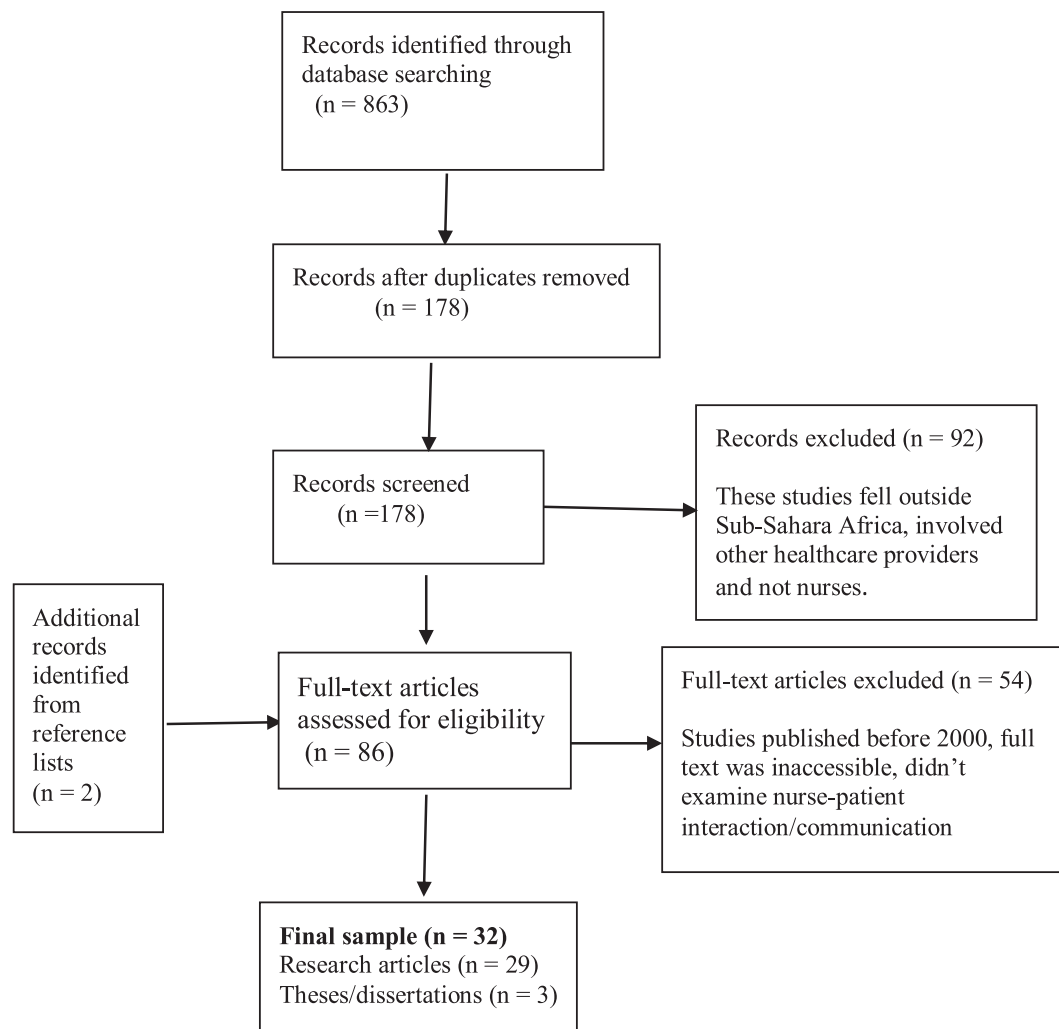 Records identified through
database searching
(n = 863)
Records after duplicates removed
(n = 178)
Records screened
(n =178)
Records excluded (n = 92)
These studies fell outside
Sub-Sahara Africa, involved
other healthcare providers
and not nurses.
Additional
records
identified
from
reference
lists
(n = 2)
Full-text articles
assessed for eligibility
(n = 86)
Full-text articles excluded (n = 54)
Studies published before 2000, full
text was inaccessible, didn’t
examine nurse-patient
interaction/communication
Final sample (n = 32)
Research articles (n = 29)
Theses/dissertations (n = 3)